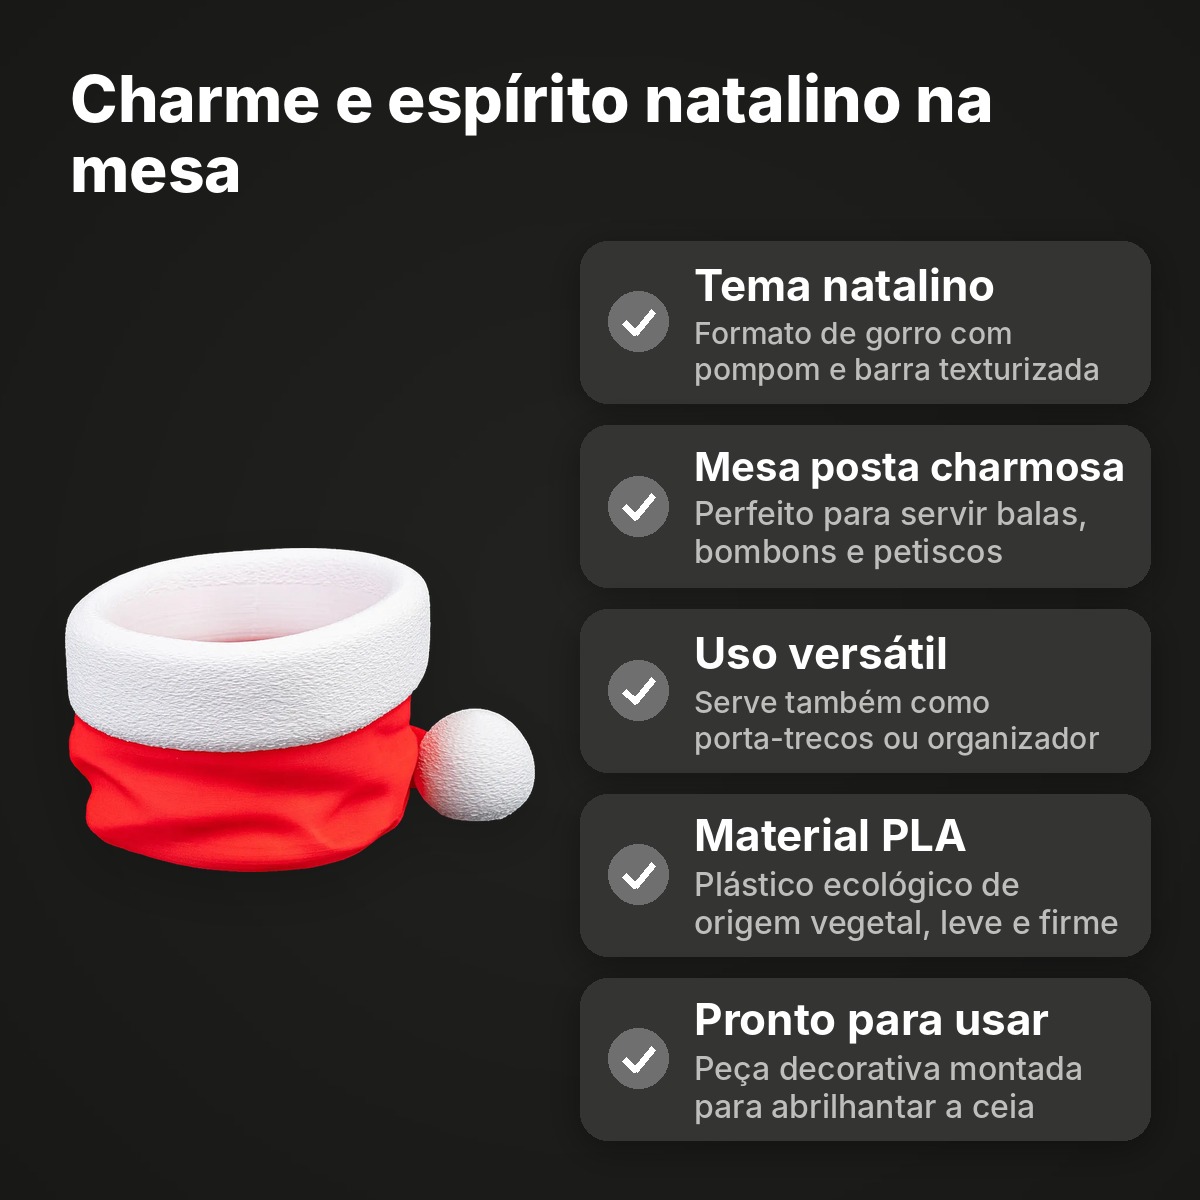 Charme e espírito natalino na
mesa
Tema natalino
Formato de gorro com
pompom e barra texturizada
Mesa posta charmosa
Perfeito para servir balas,
bombons e petiscos
Uso versátil
Serve também como
porta-trecos ou organizador
Material PLA
Plástico ecológico de
origem vegetal, leve e firme
Pronto para usar
Peça decorativa montada
para abrilhantar a ceia